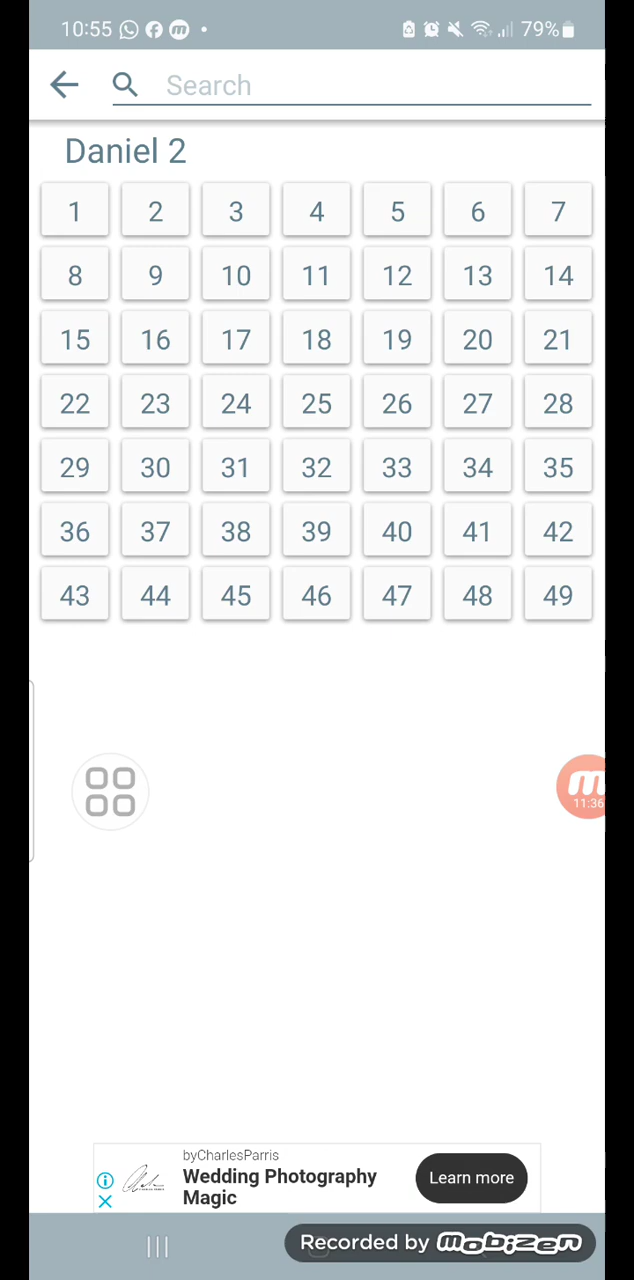 10:55 79%
Search
Daniel 2
1 2 3 4 5 6 7
8 9 10 11 12 13 14
15 16 17 18 19 20 21
22 23 24 25 26 27 28
29 30 31 32 33 34 35
36 37 38 39 40 41 42
43 44 45 46 47 48 49
11:36
byCharlesParris
Wedding Photography
Magic
Learn more
Recorded by mobizen